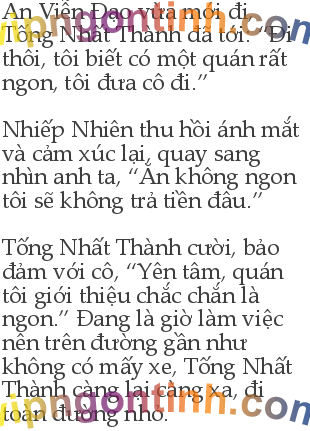 An Viễn Đạo vừa mới đi,
Tống Nhất Thành đã tới. “Đi
thôi, tôi biết có một quán rất
ngon, tôi đưa cô đi.”
Nhiếp Nhiên thu hồi ánh mắt
và cảm xúc lại, quay sang
nhìn anh ta, “Ăn không ngon
tôi sẽ không trả tiền đâu.”
Tống Nhất Thành cười, bảo
đảm với cô, “Yên tâm, quán
tôi giới thiệu chắc chắn là
ngon.” Đang là giờ làm việc
nên trên đường gần như
không có mấy xe, Tống Nhất
Thành càng lái càng xa, đi
toàn đường nhỏ.
vipngontinh.com
vipngontinh.com